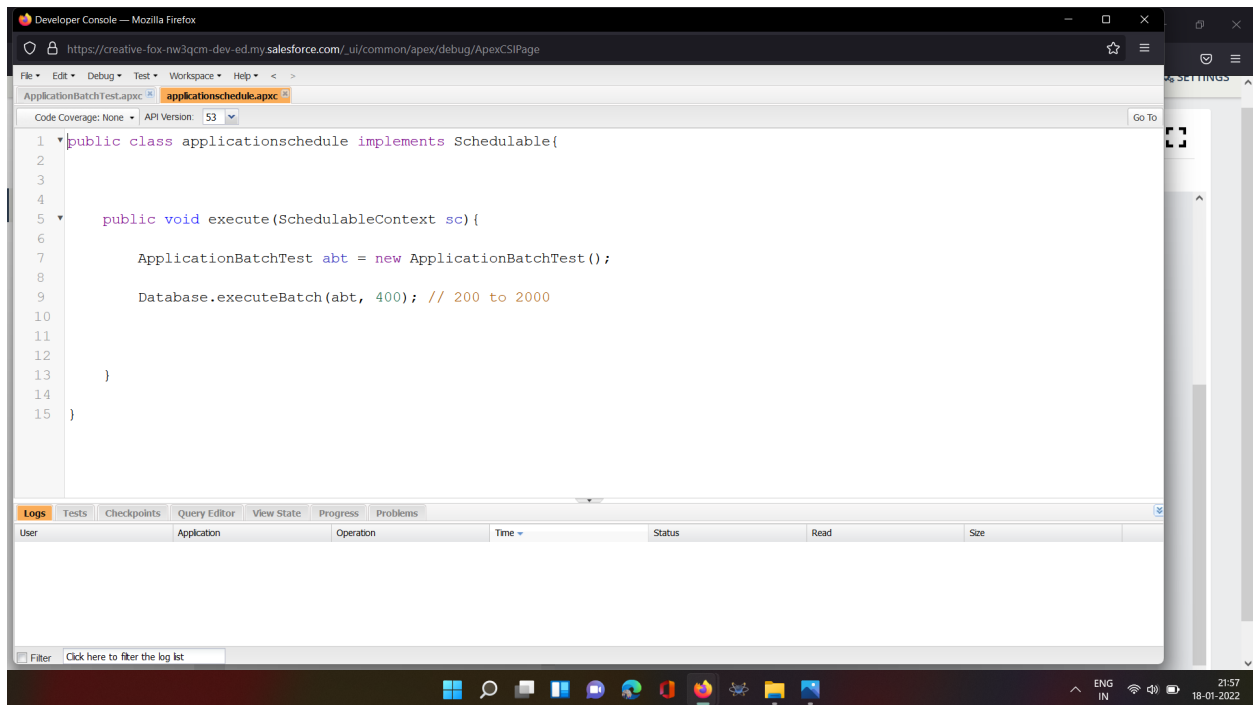 Developer Console — Mozilla Firefox
https://creative-fox-nw3qcm-dev-ed.my.salesforce.com/_ui/common/apex/debug/ApexCSIPage
File Edit Debug Test Workspace Help < >
SETTINGS
ApplicationBatchTest.apxc applicationschedule.apxc
Code Coverage: None API Version: 53 Go To
1 public class applicationschedule implements Schedulable{
2
3
4
5 public void execute(SchedulableContext sc){
6
7 ApplicationBatchTest abt = new ApplicationBatchTest();
8
9 Database.executeBatch(abt, 400); // 200 to 2000
10
11
12
13 }
14
15 }
Logs Tests Checkpoints Query Editor View State Progress Problems
User Application Operation Time Status Read Size
Filter Click here to filter the log list
ENG
IN
21:57
18-01-2022